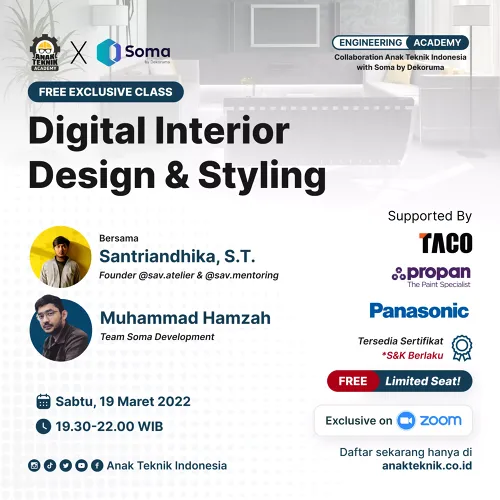 ANAK
TEKNIK
ACADEMY
X
Soma
by Dekoruma
ENGINEERING ACADEMY
Collaboration Anak Teknik Indonesia
with Soma by Dekoruma
FREE EXCLUSIVE CLASS
Digital Interior
Design & Styling
Bersama
Santriandhika, S.T.
Founder @sav.atelier & @sav.mentoring
Muhammad Hamzah
Team Soma Development
Sabtu, 19 Maret 2022
19.30-22.00 WIB
Anak Teknik Indonesia
Supported By
TACO
propan
The Paint Specialist
Panasonic
Tersedia Sertifikat
*S&K Berlaku
FREE Limited Seat!
Exclusive on zoom
Daftar sekarang hanya di
anakteknik.co.id